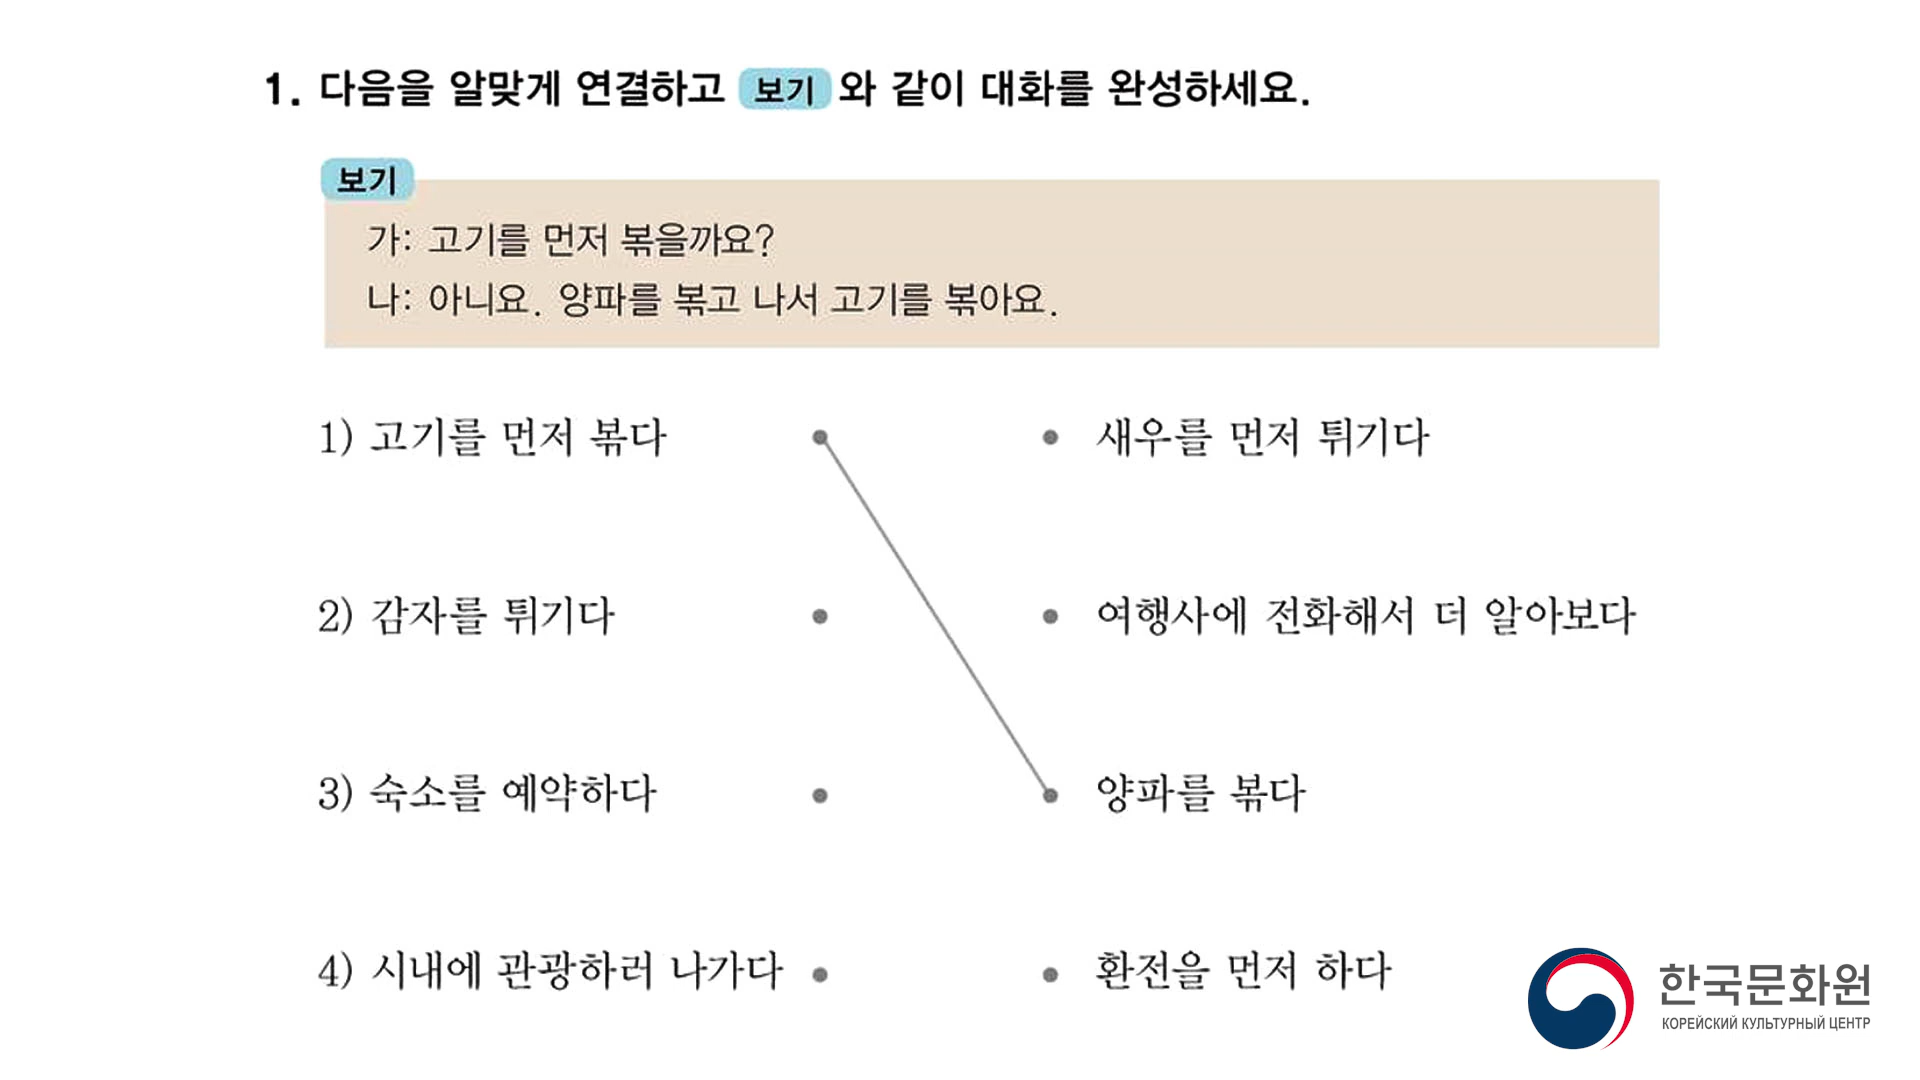 1. 다음을 알맞게 연결하고 보기 와 같이 대화를 완성하세요.
보기
가: 고기를 먼저 볶을까요?
나: 아니요. 양파를 볶고 나서 고기를 볶아요.
1) 고기를 먼저 볶다
새우를 먼저 튀기다
2) 감자를 튀기다
여행사에 전화해서 더 알아보다
3) 숙소를 예약하다
양파를 볶다
4) 시내에 관광하러 나가다
환전을 먼저 하다
한국문화원
КОРЕЙСКИЙ КУЛЬТУРНЫЙ ЦЕНТР